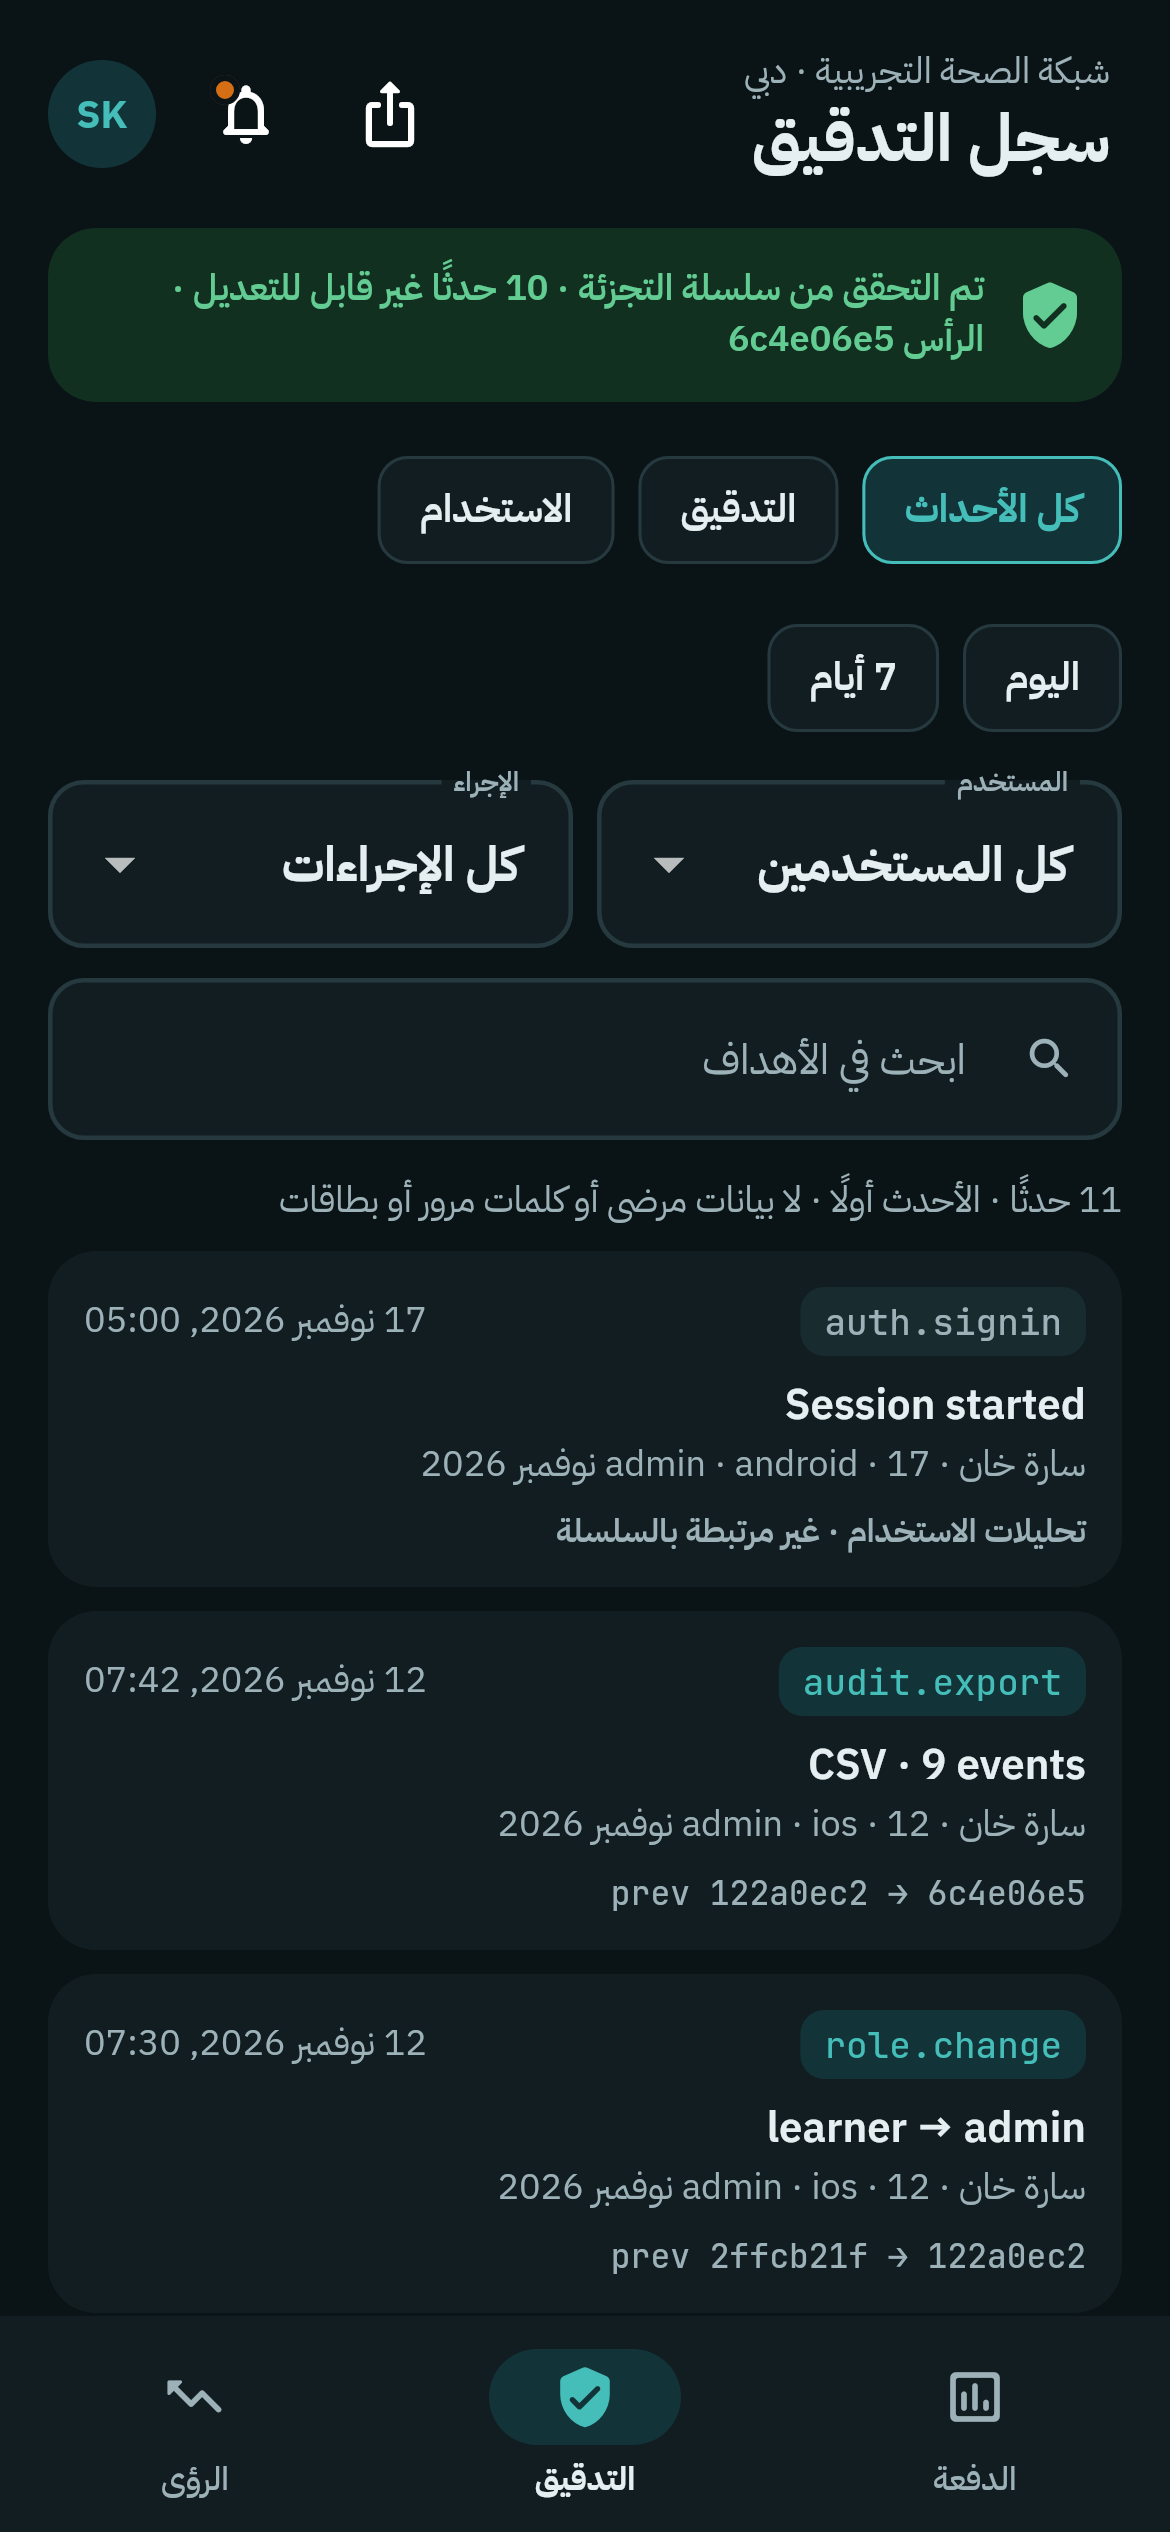 شبكة الصحة التجريبية · دبي
سجل التدقيق
SK
تم التحقق من سلسلة التجزئة · 10 حدثًا غير قابل للتعديل ·
الرأس 6c4e06e5
كل الأحداث
التدقيق
الاستخدام
اليوم
7 أيام
المستخدم
كل المستخدمين
الإجراء
كل الإجراءات
ابحث في الأهداف
11 حدثًا · الأحدث أولًا · لا بيانات مرضى أو كلمات مرور أو بطاقات
auth.signin
17 نوفمبر 2026, 05:00
Session started
سارة خان · admin · android · 17 نوفمبر 2026
تحليلات الاستخدام · غير مرتبطة بالسلسلة
audit.export
12 نوفمبر 2026, 07:42
CSV · 9 events
سارة خان · admin · ios · 12 نوفمبر 2026
prev 122a0ec2 → 6c4e06e5
role.change
12 نوفمبر 2026, 07:30
learner → admin
سارة خان · admin · ios · 12 نوفمبر 2026
prev 2ffcb21f → 122a0ec2
الدفعة
التدقيق
الرؤى